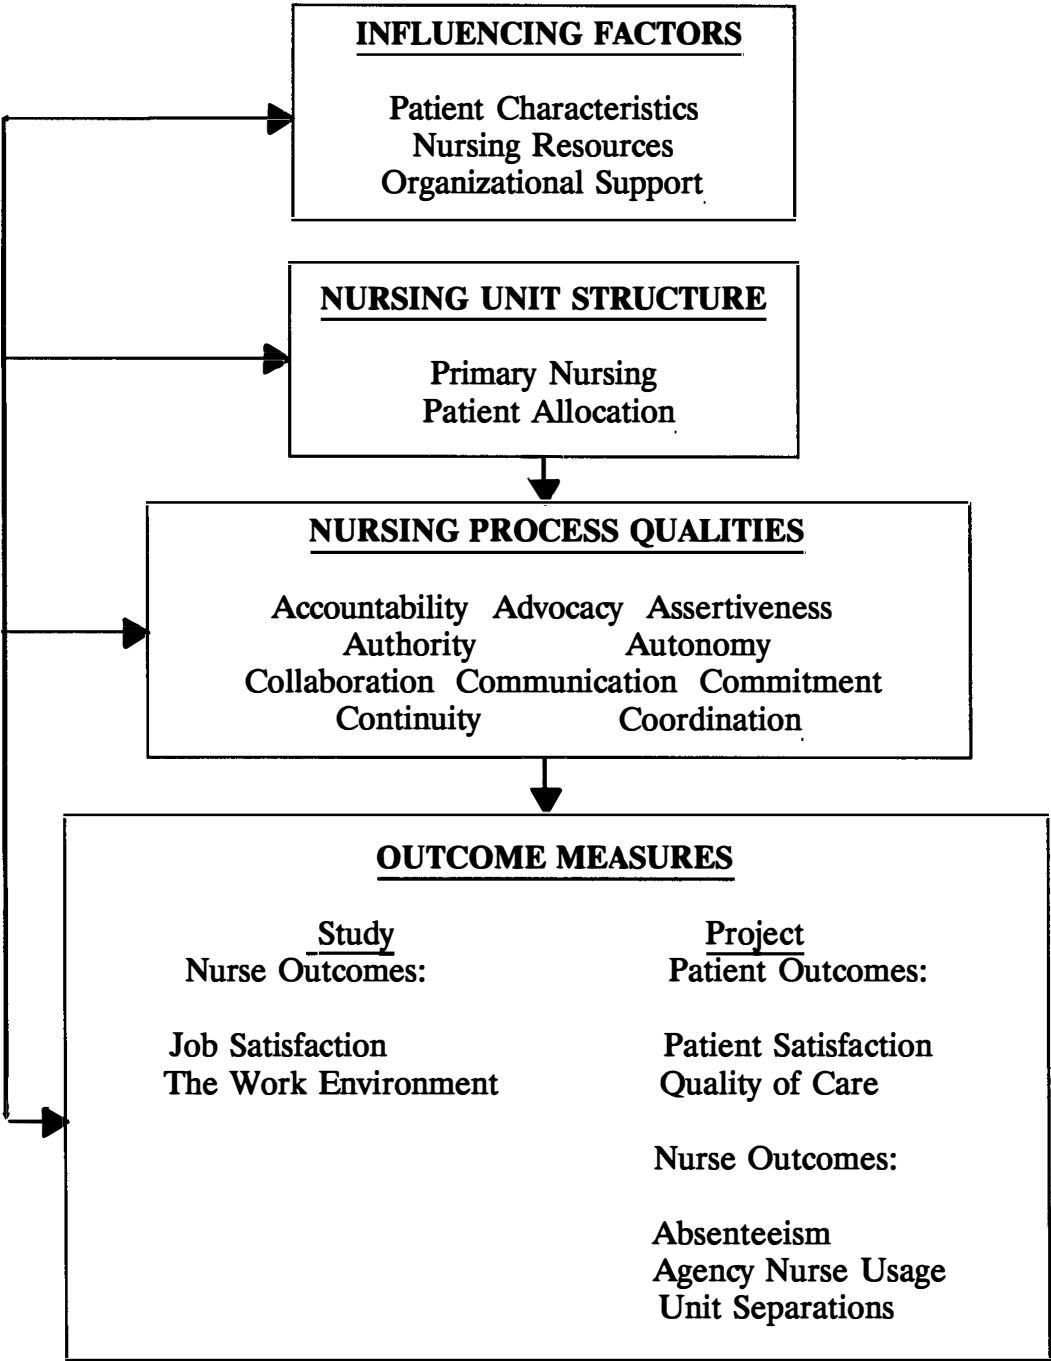 INFLUENCING FACTORS
Patient Characteristics
Nursing Resources
Organizational Support
NURSING UNIT STRUCTURE
Primary Nursing
Patient Allocation
NURSING PROCESS QUALITIES
Accountability Advocacy Assertiveness
Authority Autonomy
Collaboration Communication Commitment
Continuity Coordination
OUTCOME MEASURES
Study
Nurse Outcomes:
Job Satisfaction
The Work Environment
Project
Patient Outcomes:
Patient Satisfaction
Quality of Care
Nurse Outcomes:
Absenteeism
Agency Nurse Usage
Unit Separations